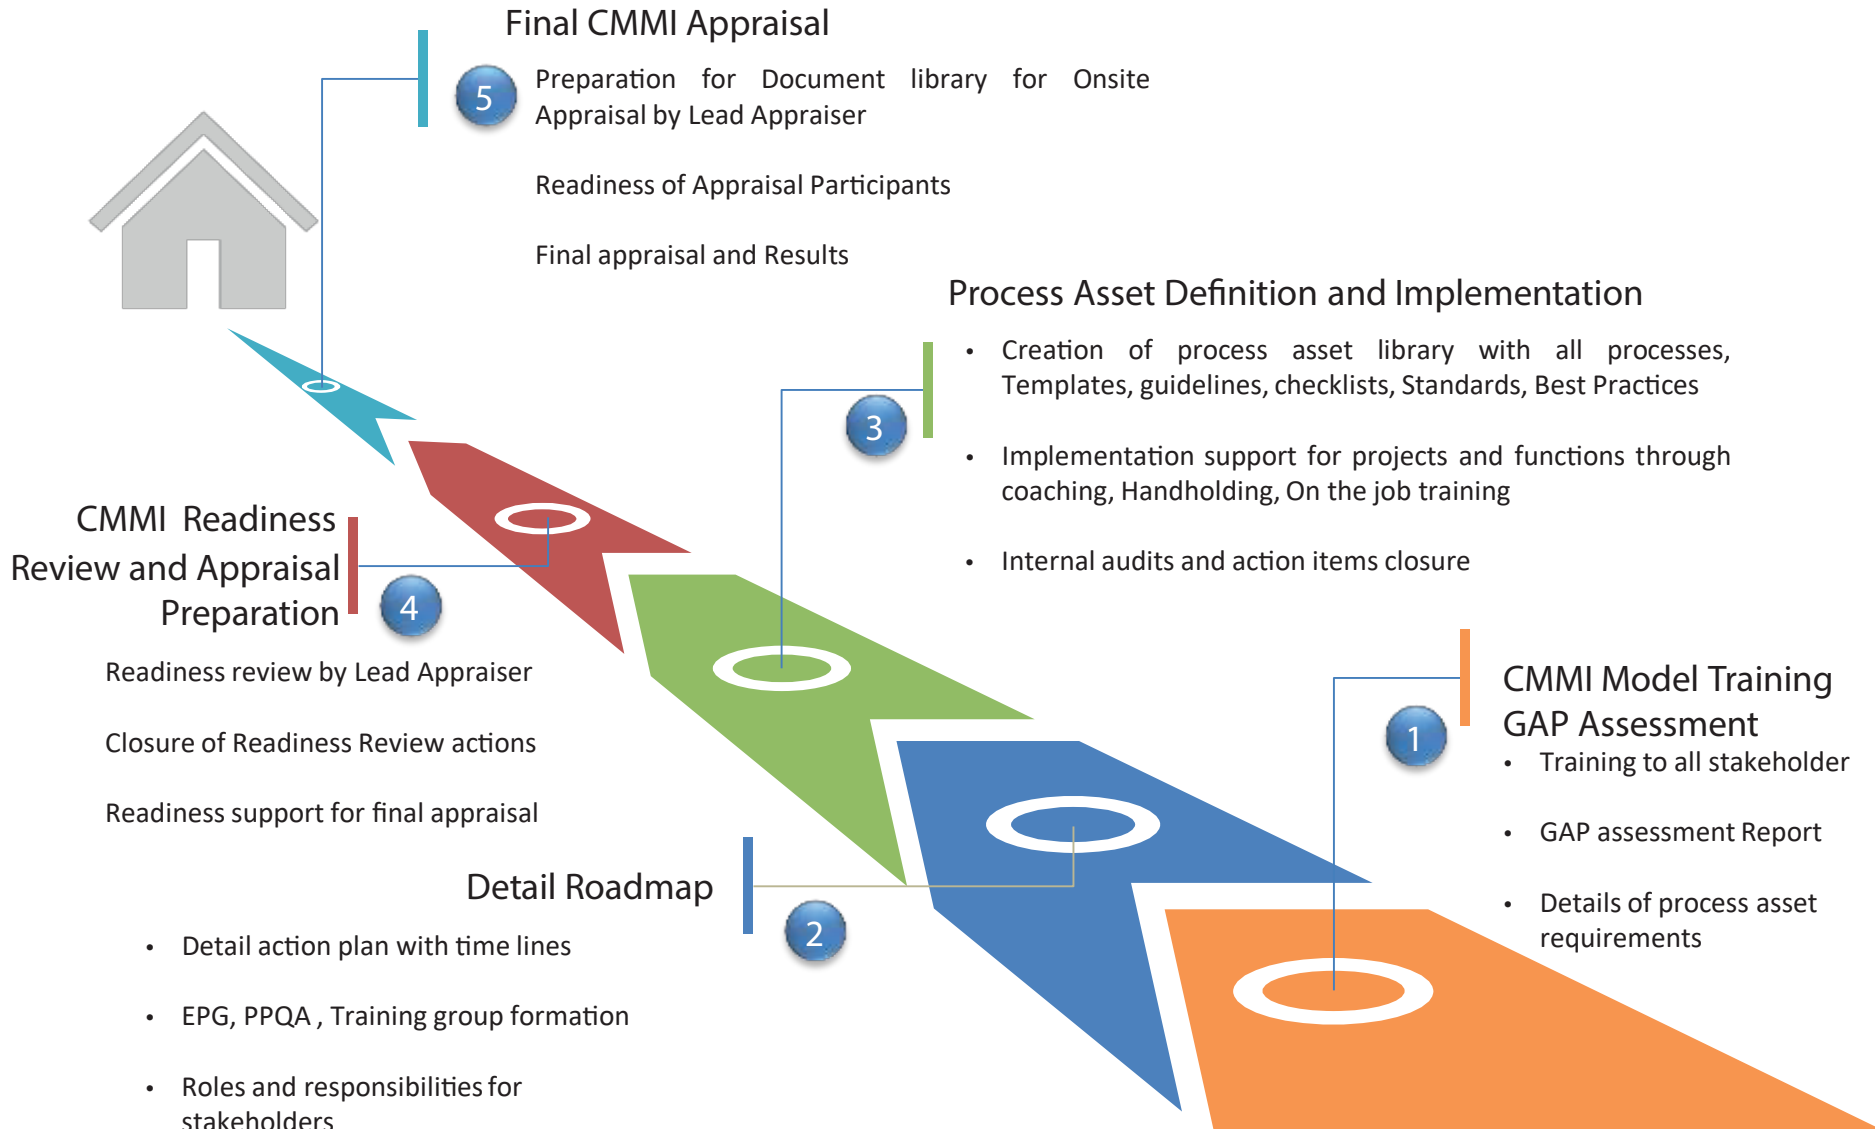 Final CMMI Appraisal
5
Preparation for Document library for Onsite
Appraisal by Lead Appraiser
Readiness of Appraisal Participants
Final appraisal and Results
Process Asset Definition and Implementation
3
• Creation of process asset library with all processes,
Templates, guidelines, checklists, Standards, Best Practices
• Implementation support for projects and functions through
coaching, Handholding, On the job training
• Internal audits and action items closure
CMMI Readiness
Review and Appraisal
Preparation
4
Readiness review by Lead Appraiser
Closure of Readiness Review actions
Readiness support for final appraisal
1
CMMI Model Training
GAP Assessment
• Training to all stakeholder
• GAP assessment Report
• Details of process asset
requirements
Detail Roadmap
2
• Detail action plan with time lines
• EPG, PPQA , Training group formation
• Roles and responsibilities for
stakeholders